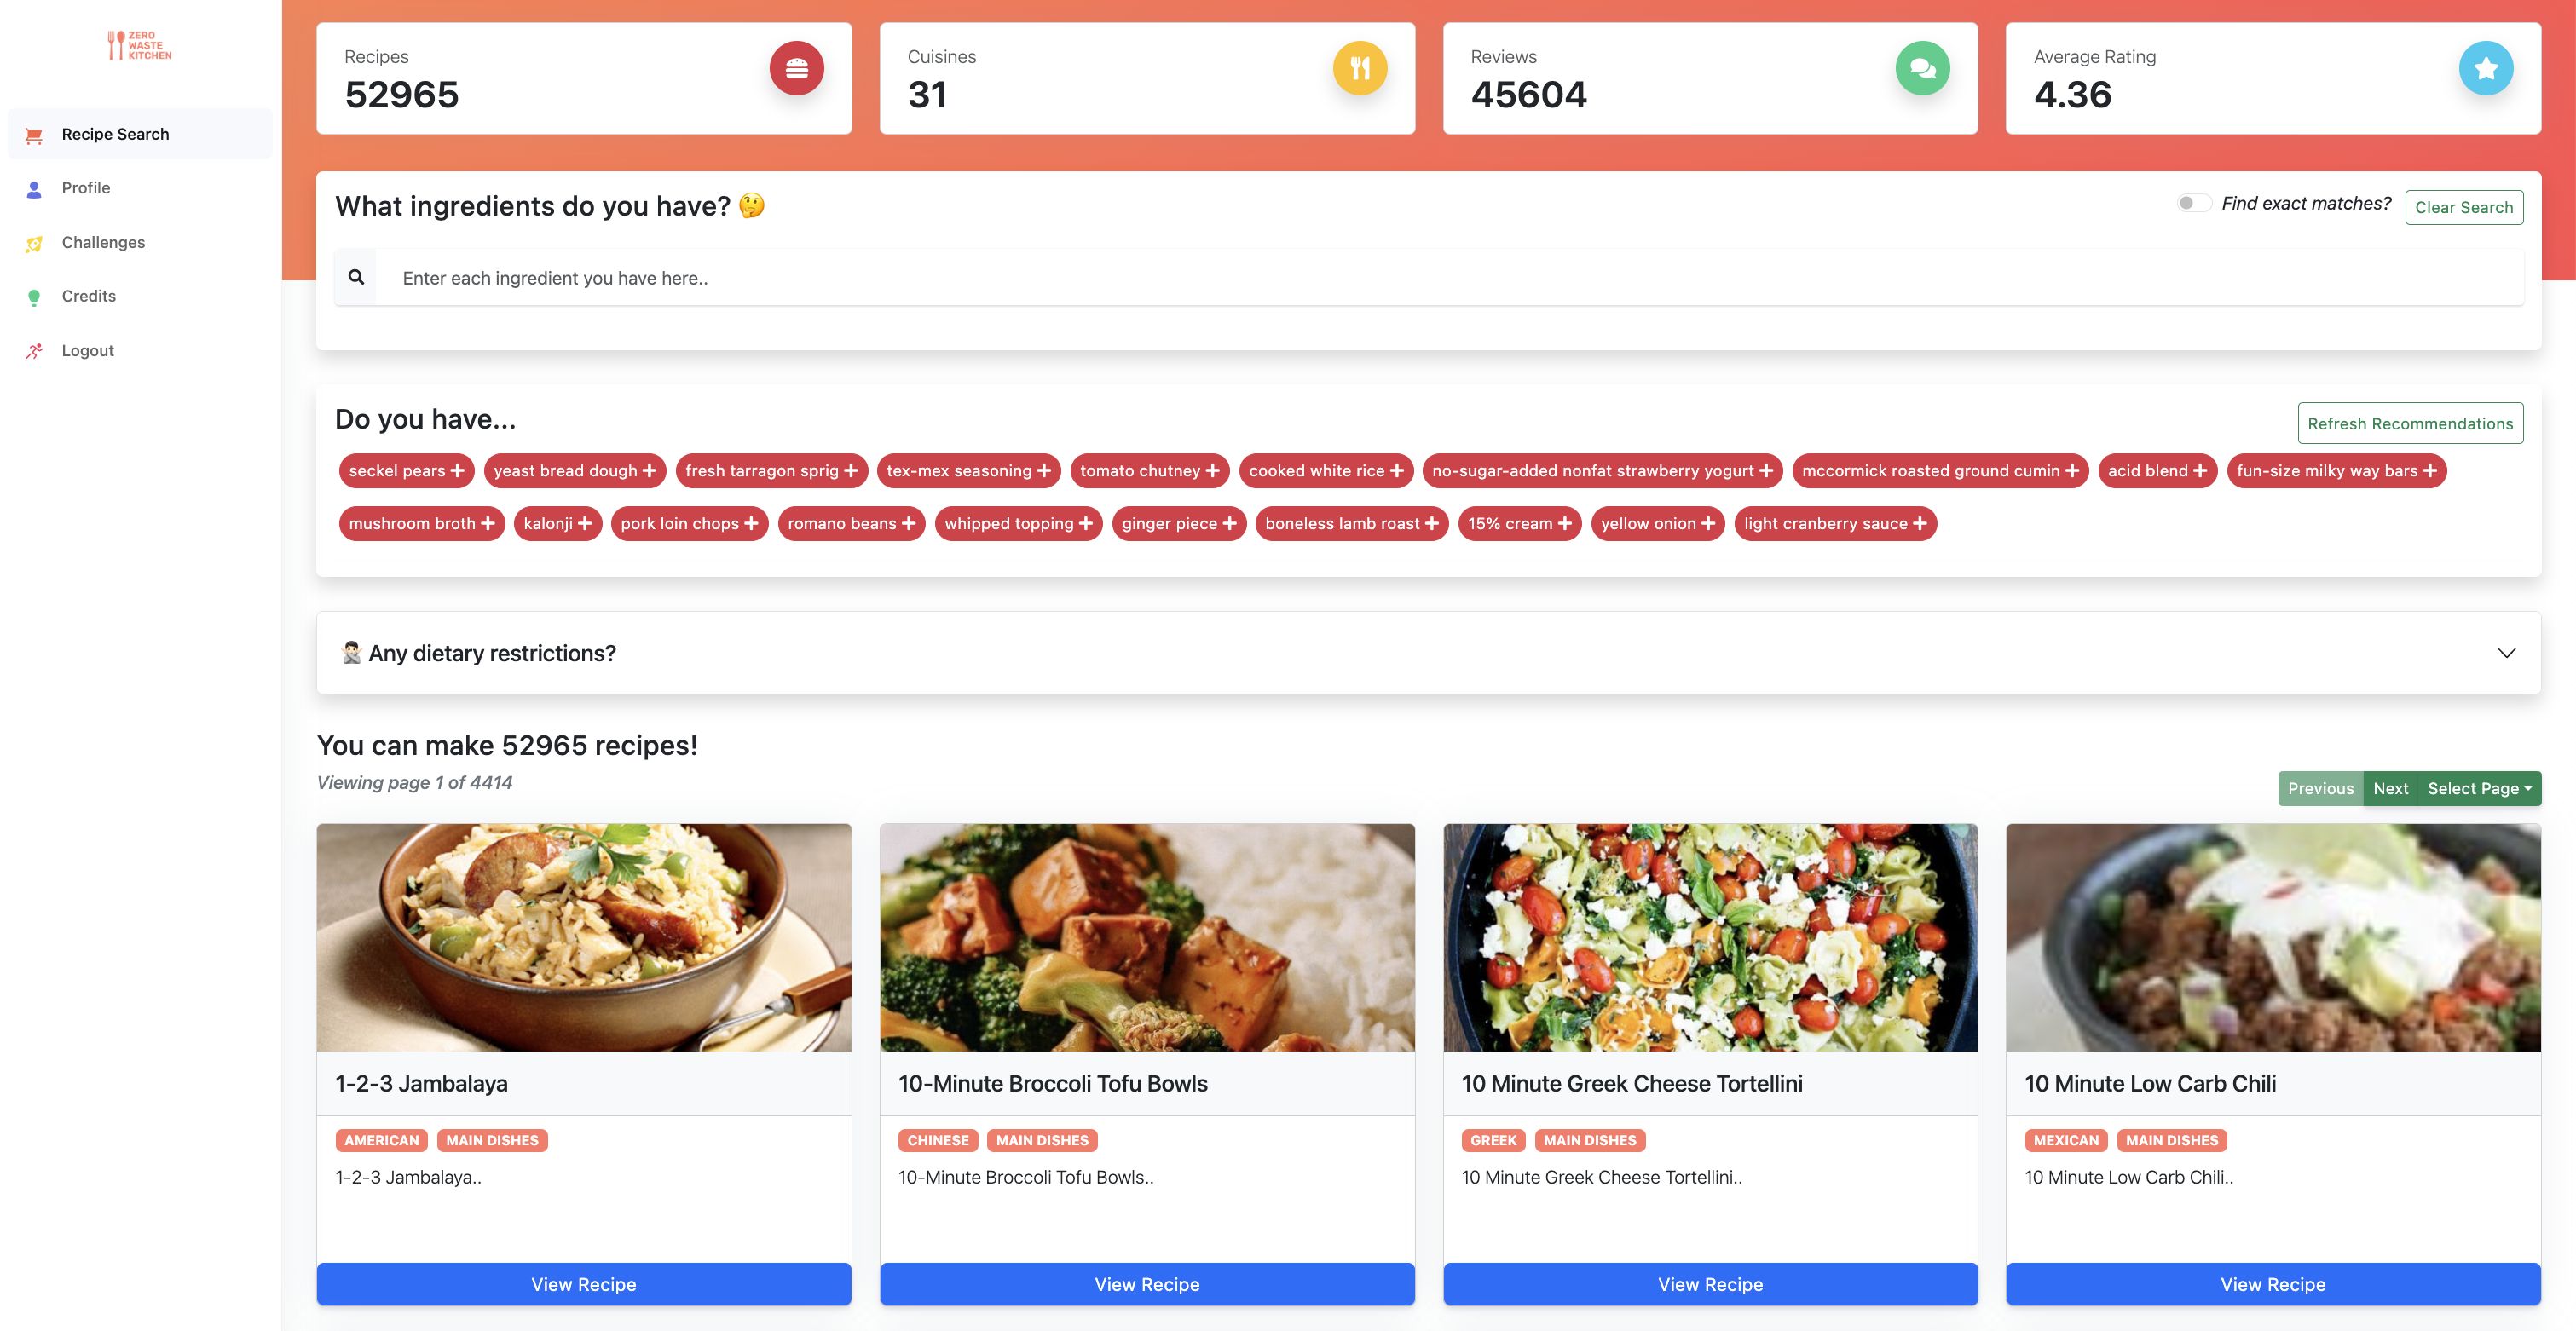 ZERO
WASTE
KITCHEN
Recipe Search
Profile
Challenges
Credits
Logout
Recipes
52965
Cuisines
31
Reviews
45604
Average Rating
4.36
What ingredients do you have? 🤔
Find exact matches?
Clear Search
Enter each ingredient you have here..
Do you have...
Refresh Recommendations
seckel pears + yeast bread dough + fresh tarragon sprig + tex-mex seasoning + tomato chutney + cooked white rice + no-sugar-added nonfat strawberry yogurt + mccormick roasted ground cumin + acid blend + fun-size milky way bars +
mushroom broth + kalonji + pork loin chops + romano beans + whipped topping + ginger piece + boneless lamb roast + 15% cream + yellow onion + light cranberry sauce +
🙅🏻‍♂️ Any dietary restrictions?
You can make 52965 recipes!
Viewing page 1 of 4414
Previous Next Select Page
1-2-3 Jambalaya
AMERICAN MAIN DISHES
1-2-3 Jambalaya..
View Recipe
10-Minute Broccoli Tofu Bowls
CHINESE MAIN DISHES
10-Minute Broccoli Tofu Bowls..
View Recipe
10 Minute Greek Cheese Tortellini
GREEK MAIN DISHES
10 Minute Greek Cheese Tortellini..
View Recipe
10 Minute Low Carb Chili
MEXICAN MAIN DISHES
10 Minute Low Carb Chili..
View Recipe